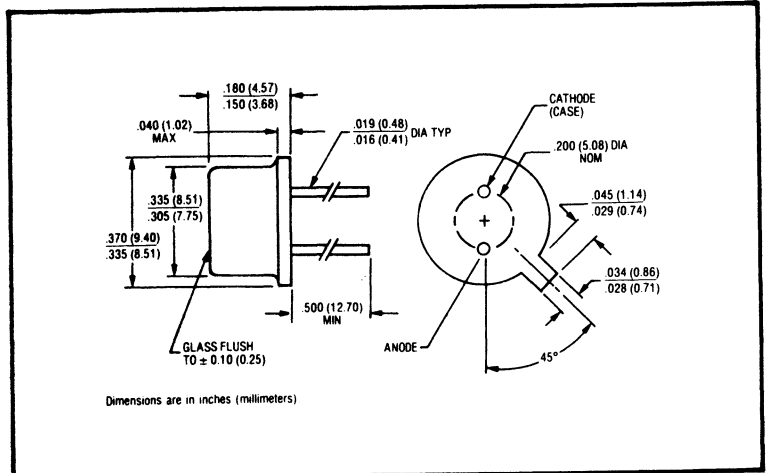 .180 (4.57)
.150 (3.68)
.040 (1.02)
MAX
.019 (0.48)
.016 (0.41) DIA TYP
CATHODE
(CASE)
.200 (5.08) DIA
NOM
.045 (1.14)
.029 (0.74)
.335 (8.51)
.305 (7.75)
.370 (9.40)
.335 (8.51)
.034 (0.86)
.028 (0.71)
.500 (12.70)
MIN
GLASS FLUSH
TO ± 0.10 (0.25)
ANODE
45°
Dimensions are in inches (millimeters)